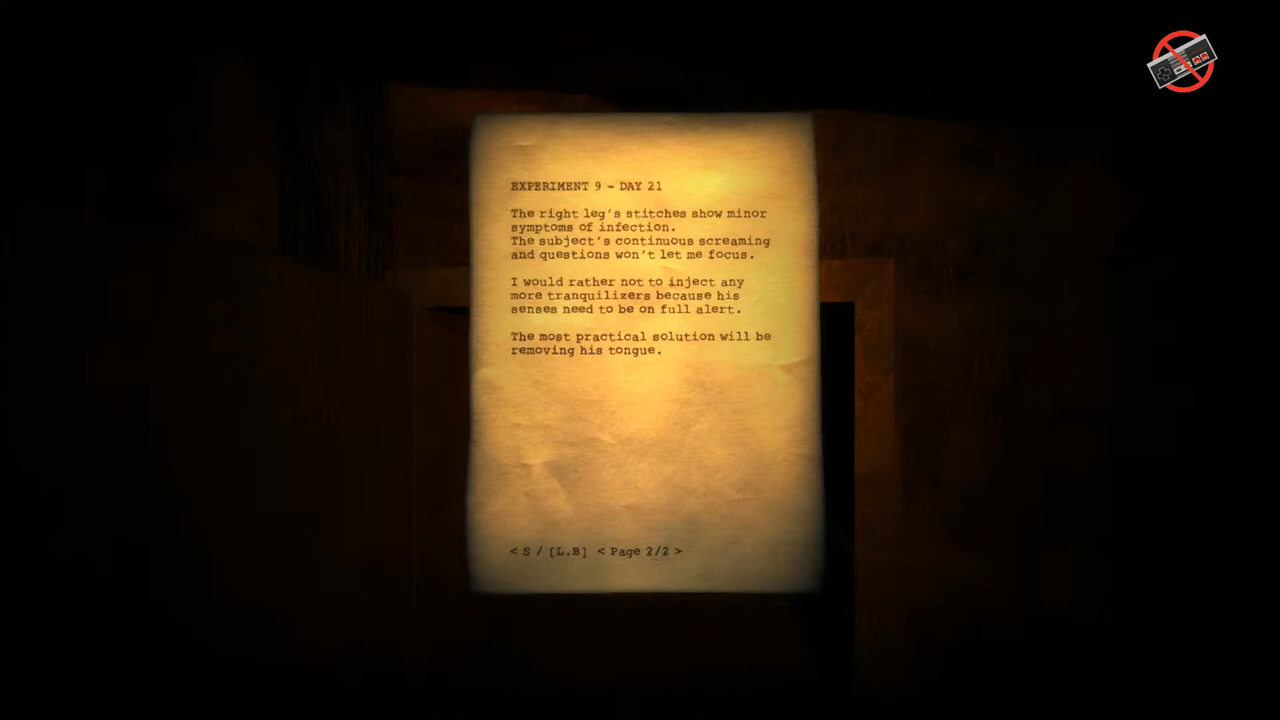 EXPERIMENT 9 - DAY 21
The right leg's stitches show minor
symptoms of infection.
The subject's continuous screaming
and questions won't let me focus.
I would rather not to inject any
more tranquilizers because his
senses need to be on full alert.
The most practical solution will be
removing his tongue.
< S / [L.B] < Page 2/2 >